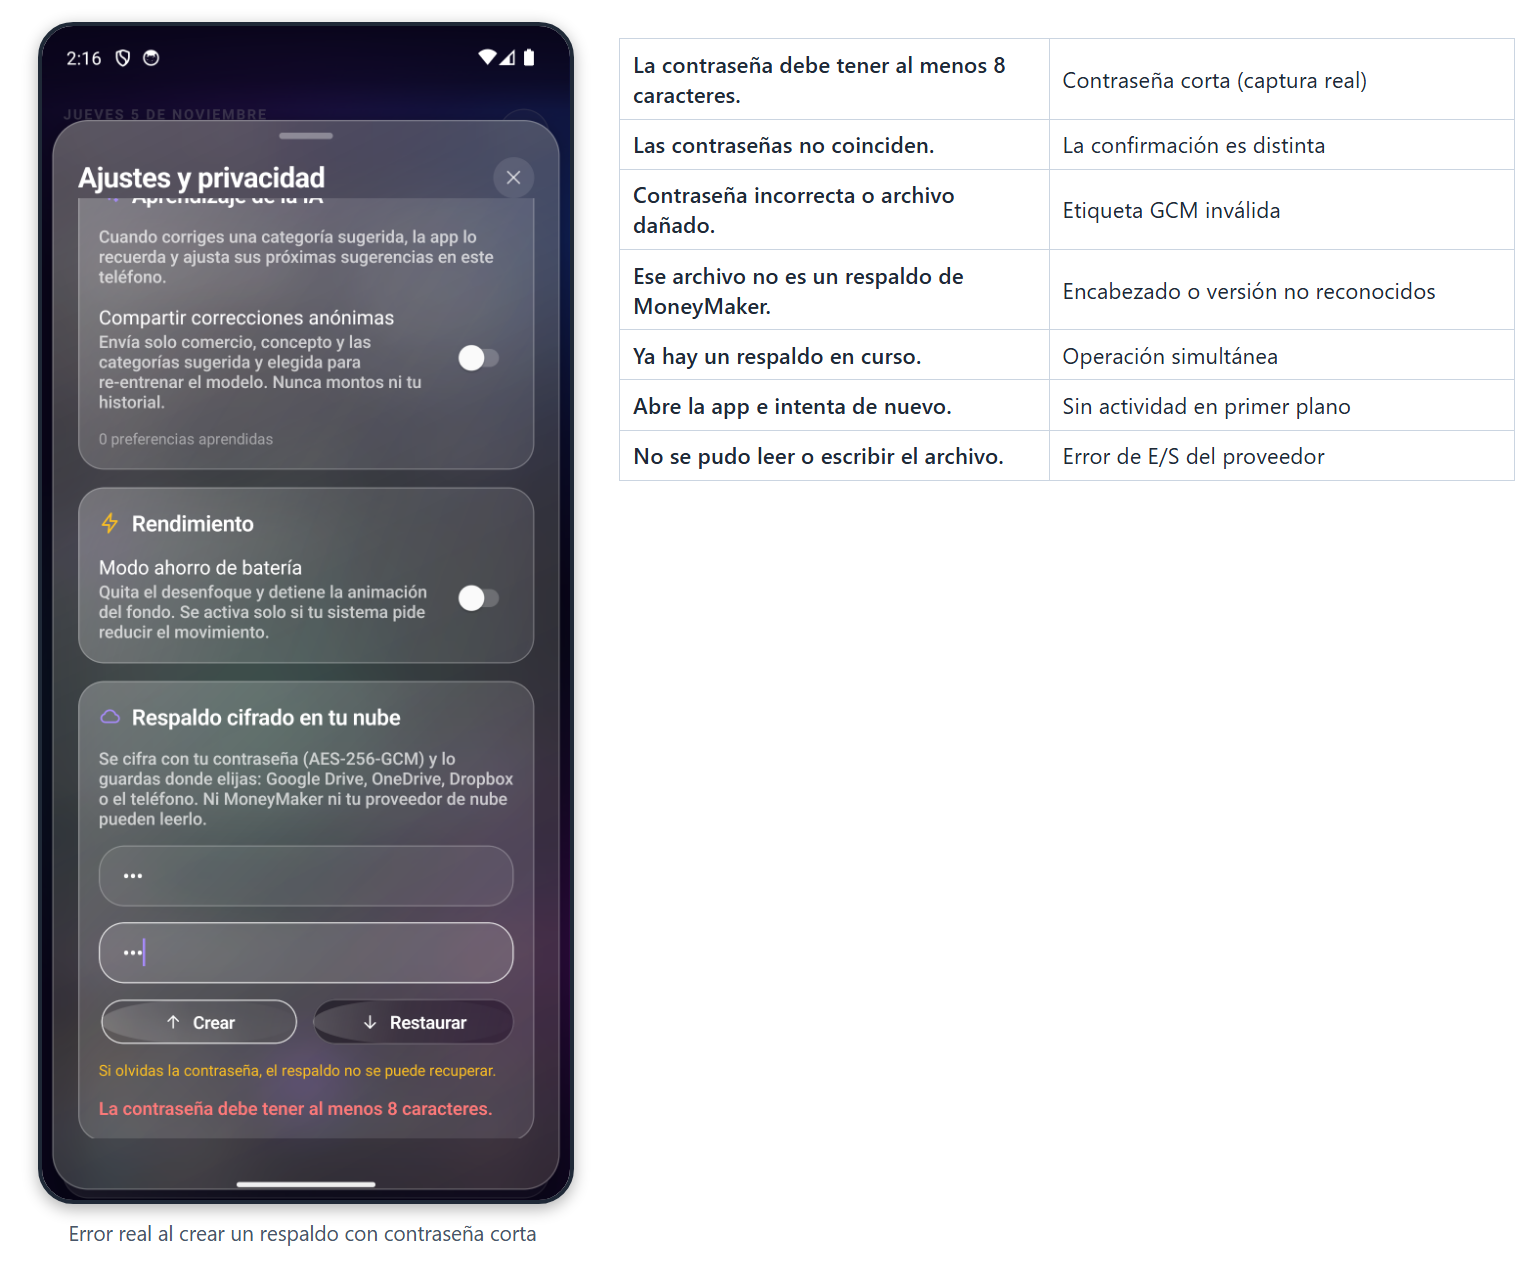 2:16
JUEVES 5 DE NOVIEMBRE
Ajustes y privacidad
Aprendizaje de la IA
Cuando corriges una categoría sugerida, la app lo
recuerda y ajusta sus próximas sugerencias en este
teléfono.
Compartir correcciones anónimas
Envía solo comercio, concepto y las
categorías sugerida y elegida para
re-entrenar el modelo. Nunca montos ni tu
historial.
0 preferencias aprendidas
Rendimiento
Modo ahorro de batería
Quita el desenfoque y detiene la animación
del fondo. Se activa solo si tu sistema pide
reducir el movimiento.
Respaldo cifrado en tu nube
Se cifra con tu contraseña (AES-256-GCM) y lo
guardas donde elijas: Google Drive, OneDrive, Dropbox
o el teléfono. Ni MoneyMaker ni tu proveedor de nube
pueden leerlo.
•••
•••
↑ Crear
↓ Restaurar
Si olvidas la contraseña, el respaldo no se puede recuperar.
La contraseña debe tener al menos 8 caracteres.
Error real al crear un respaldo con contraseña corta
La contraseña debe tener al menos 8
caracteres.
Contraseña corta (captura real)
Las contraseñas no coinciden.
La confirmación es distinta
Contraseña incorrecta o archivo
dañado.
Etiqueta GCM inválida
Ese archivo no es un respaldo de
MoneyMaker.
Encabezado o versión no reconocidos
Ya hay un respaldo en curso.
Operación simultánea
Abre la app e intenta de nuevo.
Sin actividad en primer plano
No se pudo leer o escribir el archivo.
Error de E/S del proveedor